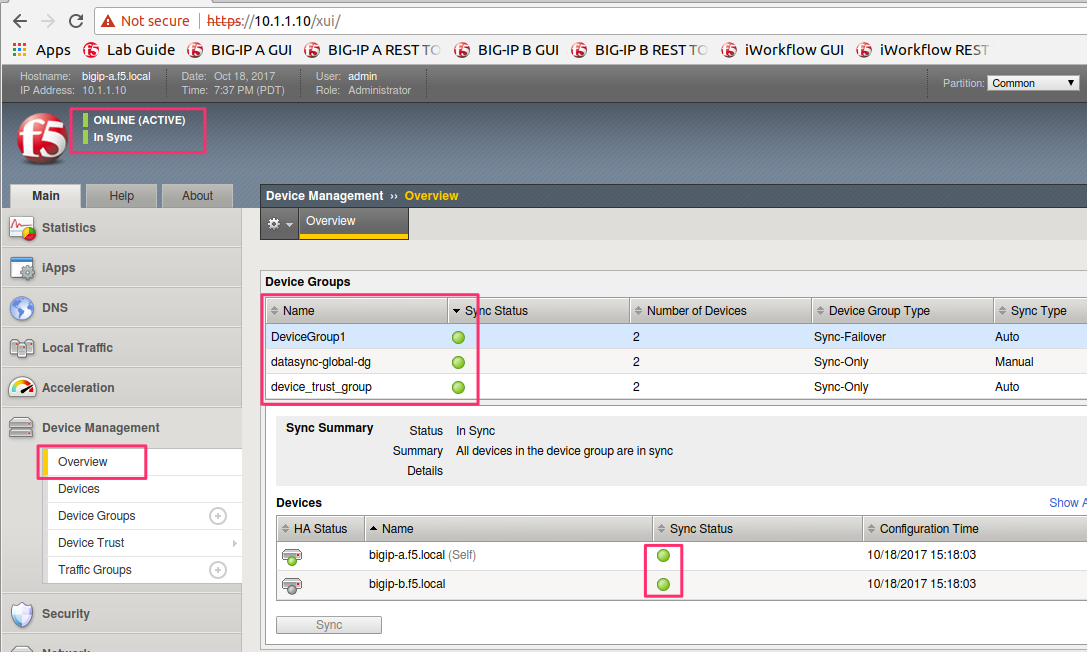 Not secure | https://10.1.1.10/xui/
Apps Lab Guide BIG-IP A GUI BIG-IP A REST TO BIG-IP B GUI BIG-IP B REST TO iWorkflow GUI iWorkflow REST
Hostname: bigip-a.f5.local Date: Oct 18, 2017 User: admin
IP Address: 10.1.1.10 Time: 7:37 PM (PDT) Role: Administrator
Partition: Common
f5
ONLINE (ACTIVE)
In Sync
Main Help About
Device Management ›› Overview
Overview
Statistics
iApps
DNS
Local Traffic
Acceleration
Device Management
Overview
Devices
Device Groups
Device Trust
Traffic Groups
Security
Network
Device Groups
Name Sync Status Number of Devices Device Group Type Sync Type
DeviceGroup1 2 Sync-Failover Auto
datasync-global-dg 2 Sync-Only Manual
device_trust_group 2 Sync-Only Auto
Sync Summary
Status In Sync
Summary All devices in the device group are in sync
Details
Devices Show A
HA Status Name Sync Status Configuration Time
bigip-a.f5.local (Self) 10/18/2017 15:18:03
bigip-b.f5.local 10/18/2017 15:18:03
Sync